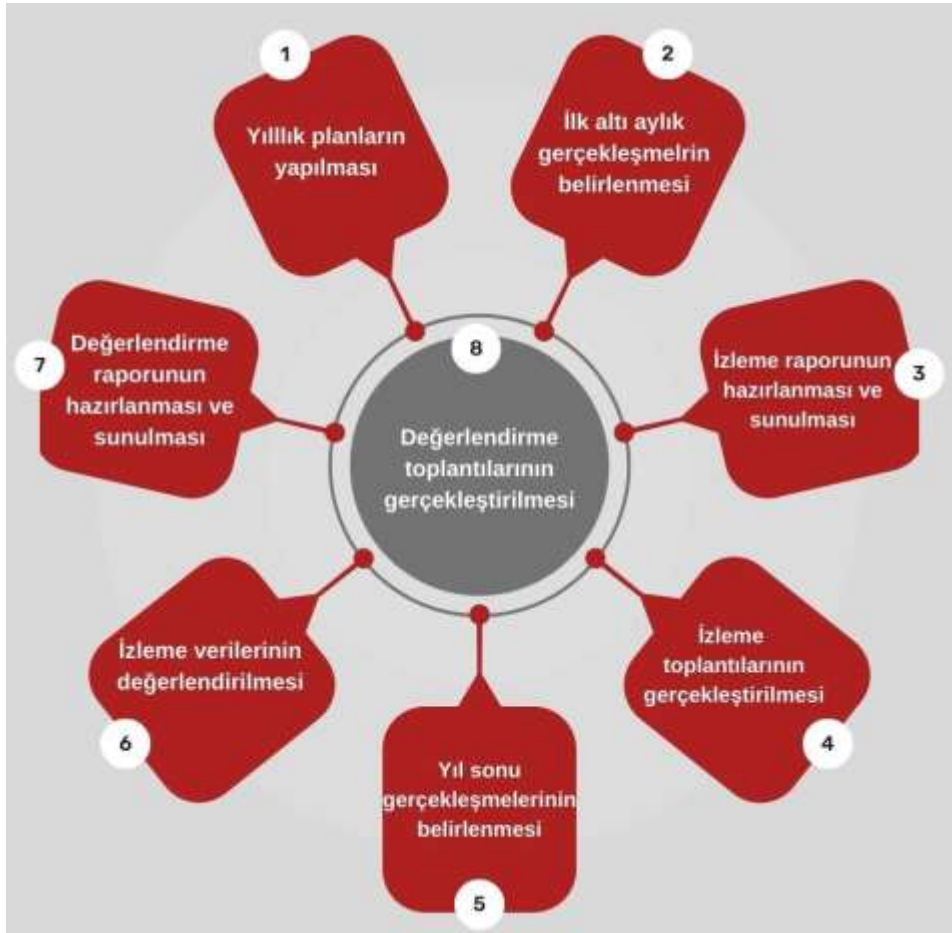 1
Yılllık planların
yapılması
2
İlk altı aylık
gerçekleşmelrin
belirlenmesi
3
İzleme raporunun
hazırlanması ve
sunulması
4
İzleme
toplantılarının
gerçekleştirilmesi
5
Yıl sonu
gerçekleşmelerinin
belirlenmesi
6
İzleme verilerinin
değerlendirilmesi
7
Değerlendirme
raporunun
hazırlanması ve
sunulması
8
Değerlendirme
toplantılarının
gerçekleştirilmesi